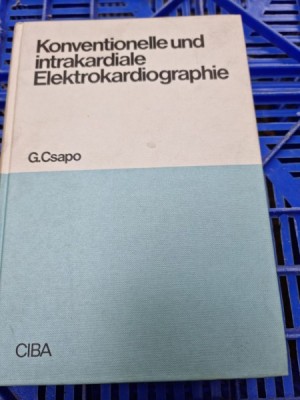 Konventionelle und
intrakardiale
Elektrokardiographie
G.Csapo
CIBA